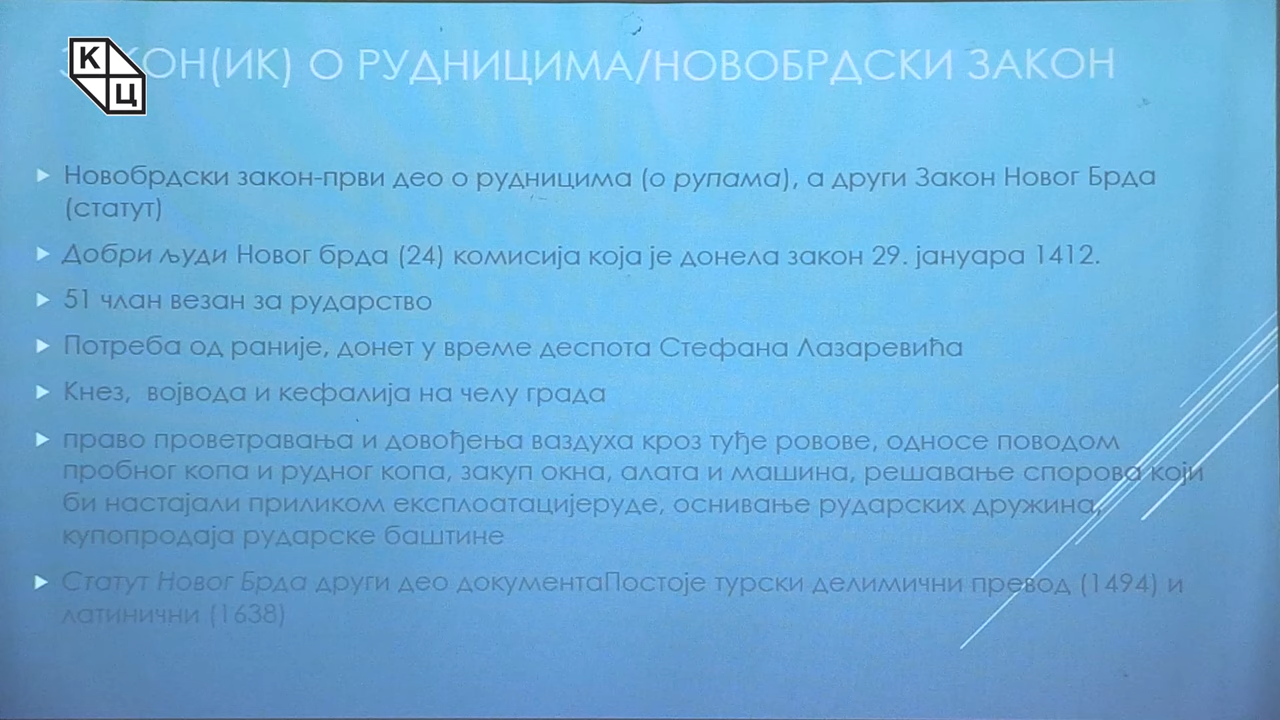 К
Ц
ЗАКОН(ИК) О РУДНИЦИМА/НОВОБРДСКИ ЗАКОН
Новобрдски закон-први део о рудницима (о рупама), а други Закон Новог Брда
(статут)
Добри људи Новог брда (24) комисија која је донела закон 29. јануара 1412.
51 члан везан за рударство
Потреба од раније, донет у време деспота Стефана Лазаревића
Кнез, војвода и кефалија на челу града
право проветравања и довођења ваздуха кроз туђе ровове, односе поводом
пробног копа и рудног копа, закуп окна, алата и машина, решавање спорова који
би настајали приликом експлоатацијеруде, оснивање рударских дружина,
купопродаја рударске баштине
Статут Новог Брда други део документаПостоје турски делимични превод (1494) и
латинични (1638)